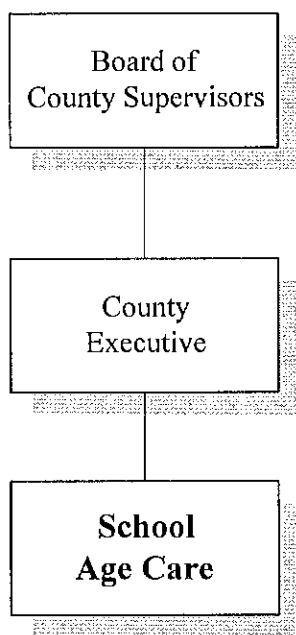 Board of
County Supervisors
County
Executive
School
Age Care